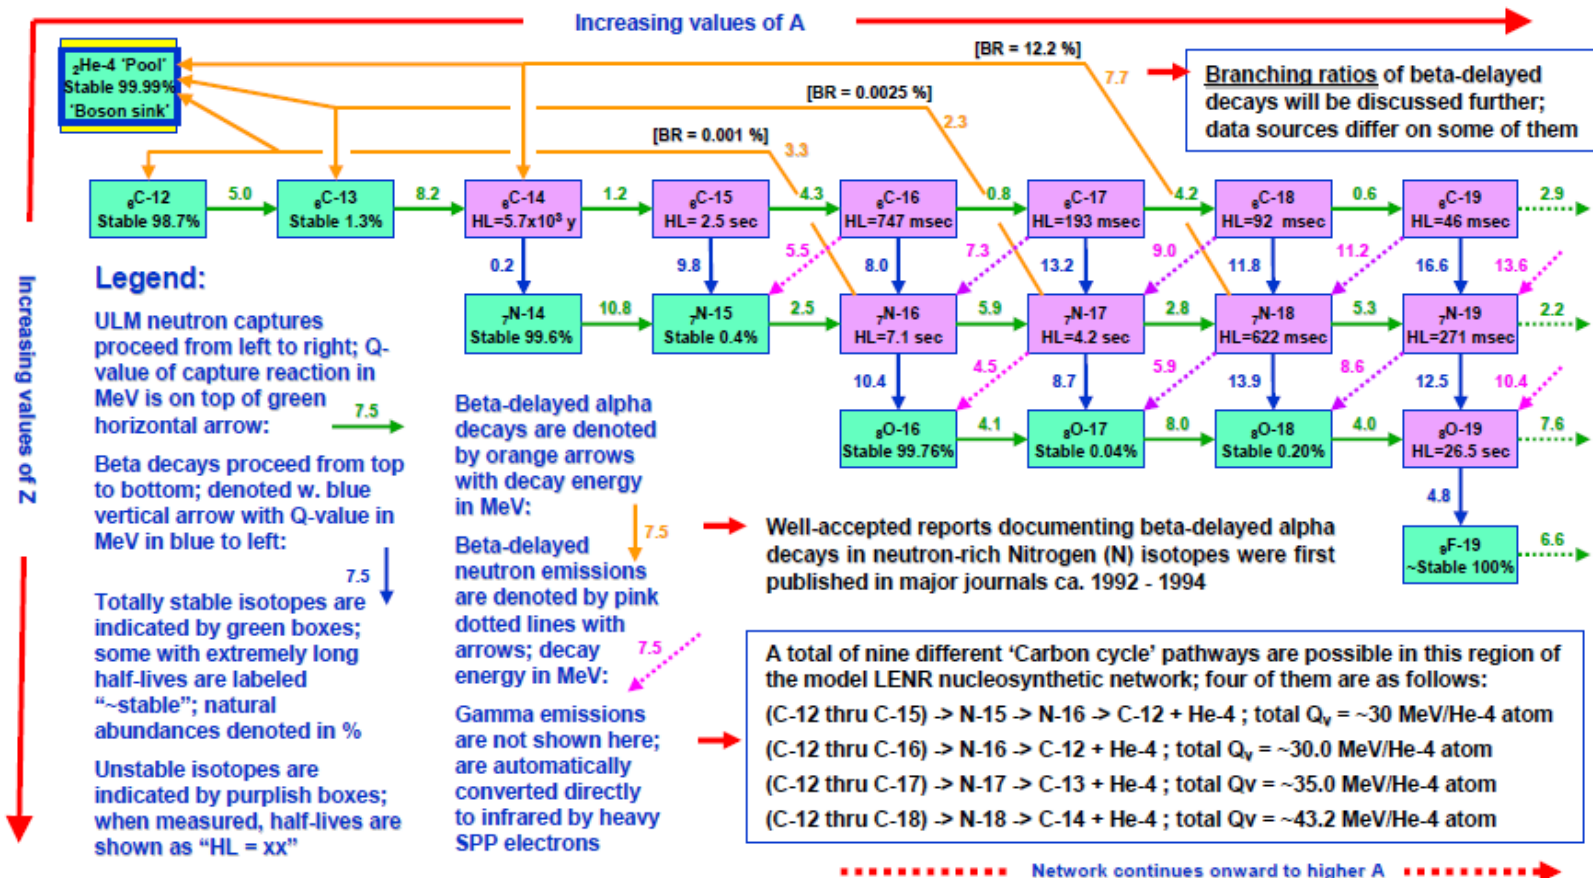 Increasing values of A
₂He-4 'Pool'
Stable 99.99%
'Boson sink'
[BR = 12.2 %]
7.7
[BR = 0.0025 %]
2.3
[BR = 0.001 %]
3.3
Branching ratios of beta-delayed
decays will be discussed further;
data sources differ on some of them
₆C-12
Stable 98.7%
5.0
₆C-13
Stable 1.3%
8.2
₆C-14
HL=5.7x10³ y
1.2
₆C-15
HL= 2.5 sec
4.3
₆C-16
HL=747 msec
0.8
₆C-17
HL=193 msec
4.2
₆C-18
HL=92 msec
0.6
₆C-19
HL=46 msec
2.9
0.2
9.8
5.5
8.0
7.3
13.2
9.0
11.8
11.2
16.6
13.6
₇N-14
Stable 99.6%
10.8
₇N-15
Stable 0.4%
2.5
₇N-16
HL=7.1 sec
5.9
₇N-17
HL=4.2 sec
2.8
₇N-18
HL=622 msec
5.3
₇N-19
HL=271 msec
2.2
10.4
4.5
8.7
5.9
13.9
8.6
12.5
10.4
₈O-16
Stable 99.76%
4.1
₈O-17
Stable 0.04%
8.0
₈O-18
Stable 0.20%
4.0
₈O-19
HL=26.5 sec
7.6
4.8
₉F-19
~Stable 100%
6.6
Increasing values of Z
Legend:
ULM neutron captures
proceed from left to right; Q-
value of capture reaction in
MeV is on top of green
horizontal arrow:
7.5
Beta decays proceed from top
to bottom; denoted w. blue
vertical arrow with Q-value in
MeV in blue to left:
7.5
Totally stable isotopes are
indicated by green boxes;
some with extremely long
half-lives are labeled
"~stable"; natural
abundances denoted in %
Unstable isotopes are
indicated by purplish boxes;
when measured, half-lives are
shown as "HL = xx"
Beta-delayed alpha
decays are denoted
by orange arrows
with decay energy
in MeV:
7.5
Beta-delayed
neutron emissions
are denoted by pink
dotted lines with
arrows; decay
energy in MeV:
7.5
Gamma emissions
are not shown here;
are automatically
converted directly
to infrared by heavy
SPP electrons
Well-accepted reports documenting beta-delayed alpha
decays in neutron-rich Nitrogen (N) isotopes were first
published in major journals ca. 1992 - 1994
A total of nine different 'Carbon cycle' pathways are possible in this region of
the model LENR nucleosynthetic network; four of them are as follows:
(C-12 thru C-15) -> N-15 -> N-16 -> C-12 + He-4 ; total Qᵥ = ~30 MeV/He-4 atom
(C-12 thru C-16) -> N-16 -> C-12 + He-4 ; total Qᵥ = ~30.0 MeV/He-4 atom
(C-12 thru C-17) -> N-17 -> C-13 + He-4 ; total Qv = ~35.0 MeV/He-4 atom
(C-12 thru C-18) -> N-18 -> C-14 + He-4 ; total Qv = ~43.2 MeV/He-4 atom
Network continues onward to higher A